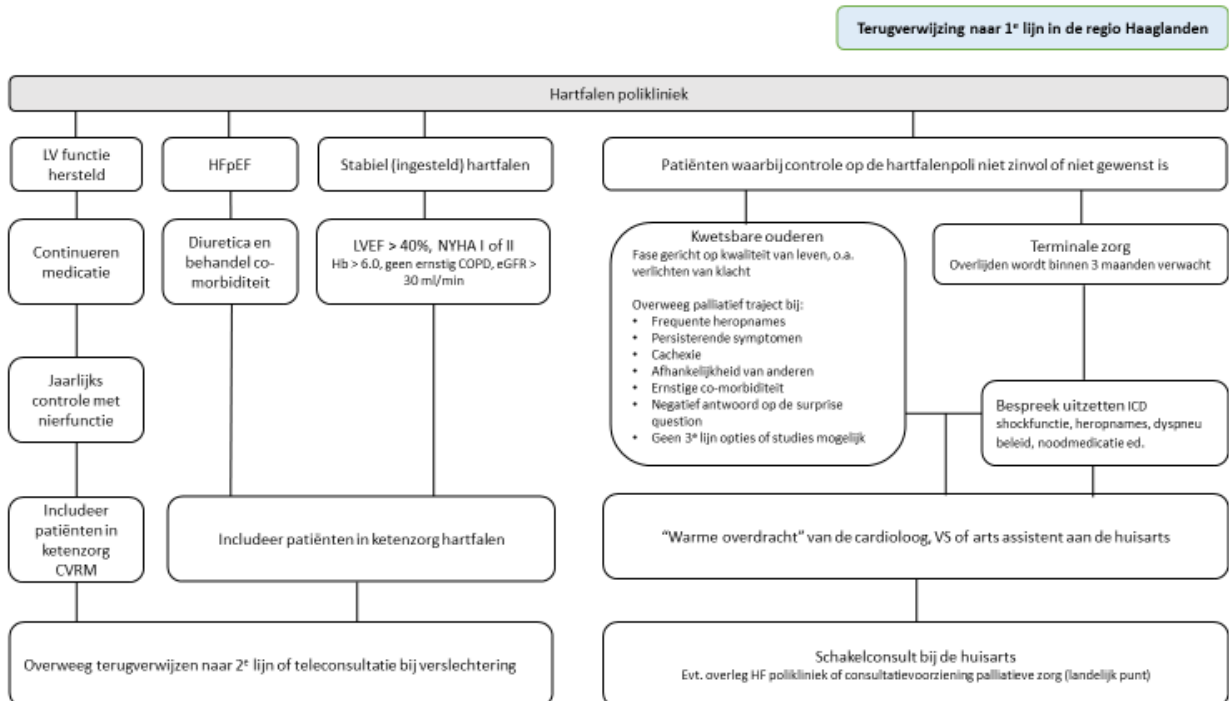 Terugverwijzing naar 1e lijn in de regio Haaglanden
Hartfalen polikliniek
LV functie
hersteld
HFpEF
Stabiel (ingesteld) hartfalen
Patiënten waarbij controle op de hartfalenpoli niet zinvol of niet gewenst is
Continueren
medicatie
Diuretica en
behandel co-
morbiditeit
LVEF > 40%, NYHA I of II
Hb > 6.0, geen ernstig COPD, eGFR >
30 ml/min
Kwetsbare ouderen
Fase gericht op kwaliteit van leven, o.a.
verlichten van klacht
Overweeg palliatief traject bij:
• Frequente heropnames
• Persisterende symptomen
• Cachexie
• Afhankelijkheid van anderen
• Ernstige co-morbiditeit
• Negatief antwoord op de surprise
question
• Geen 3e lijn opties of studies mogelijk
Terminale zorg
Overlijden wordt binnen 3 maanden verwacht
Jaarlijks
controle met
nierfunctie
Bespreek uitzetten ICD
shockfunctie, heropnames, dyspneu
beleid, noodmedicatie ed.
Includeer
patiënten in
ketenzorg
CVRM
Includeer patiënten in ketenzorg hartfalen
“Warme overdracht” van de cardioloog, VS of arts assistent aan de huisarts
Overweeg terugverwijzen naar 2e lijn of teleconsultatie bij verslechtering
Schakelconsult bij de huisarts
Evt. overleg HF polikliniek of consultatievoorziening palliatieve zorg (landelijk punt)